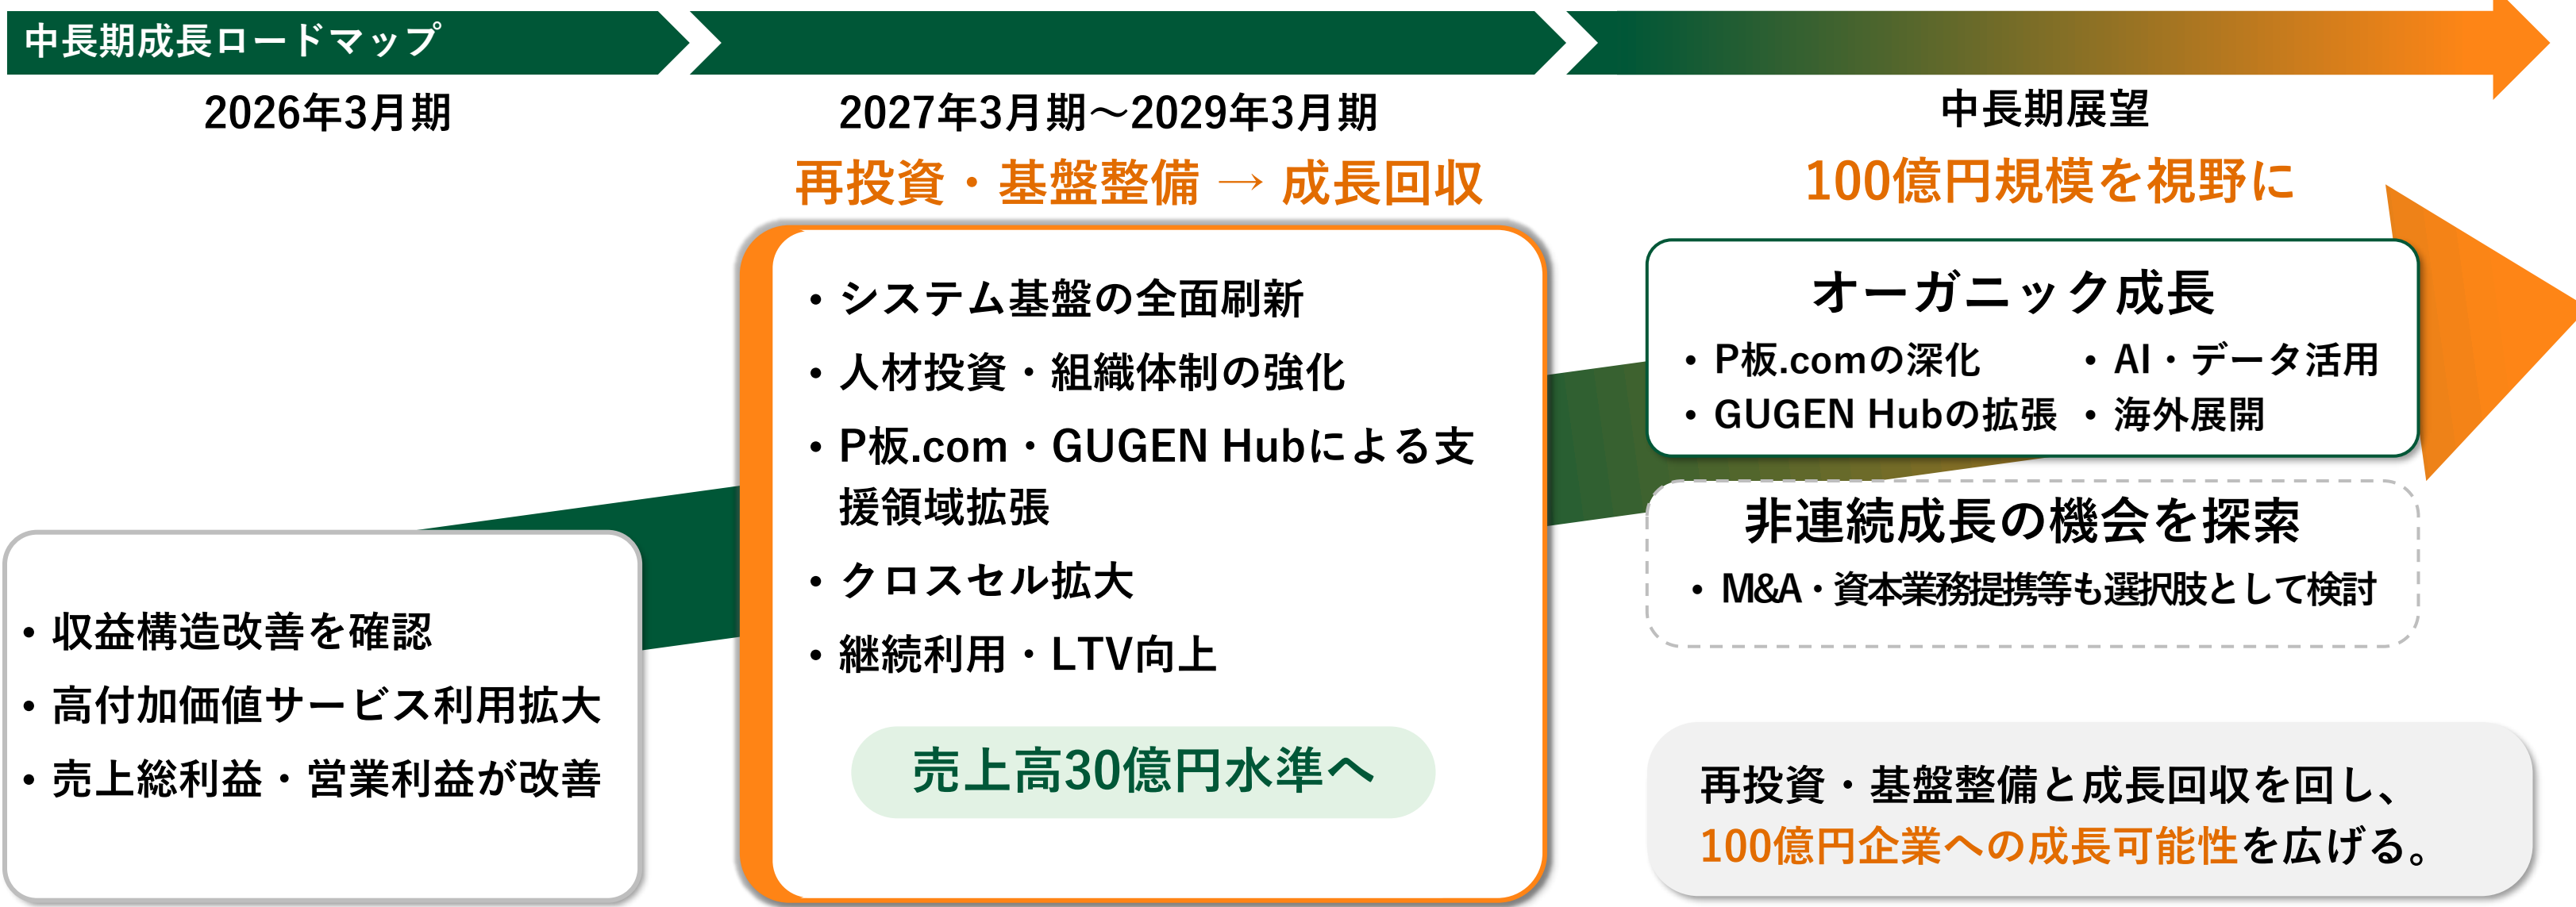 中長期成長ロードマップ
2026年3月期
・収益構造改善を確認
・高付加価値サービス利用拡大
・売上総利益・営業利益が改善
2027年3月期～2029年3月期
再投資・基盤整備 → 成長回収
・システム基盤の全面刷新
・人材投資・組織体制の強化
・P板.com・GUGEN Hubによる支
援領域拡張
・クロスセル拡大
・継続利用・LTV向上
売上高30億円水準へ
中長期展望
100億円規模を視野に
オーガニック成長
・P板.comの深化
・GUGEN Hubの拡張
・AI・データ活用
・海外展開
非連続成長の機会を探索
・M&A・資本業務提携等も選択肢として検討
再投資・基盤整備と成長回収を回し、
100億円企業への成長可能性を広げる。